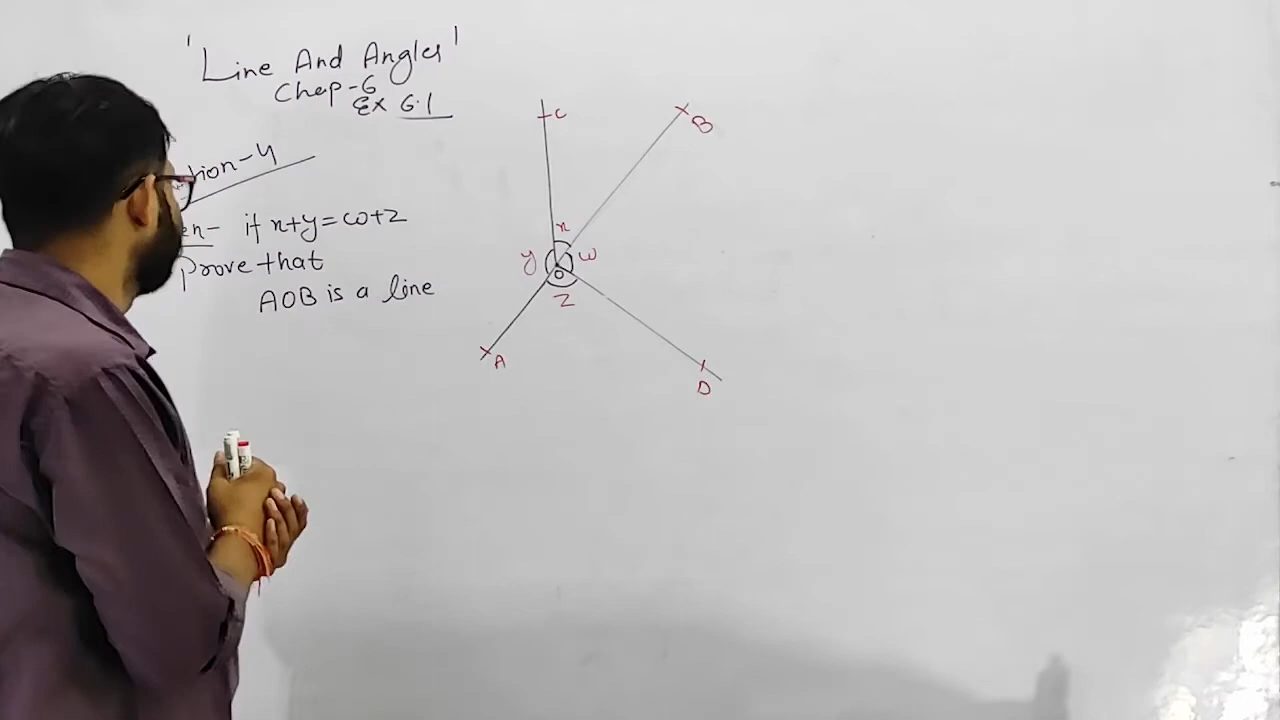 'Line And Angles'
Chap-6
Ex 6.1
tion-4
en- if x+y=w+z
Prove that
AOB is a line
C
B
x
y
w
O
z
A
D